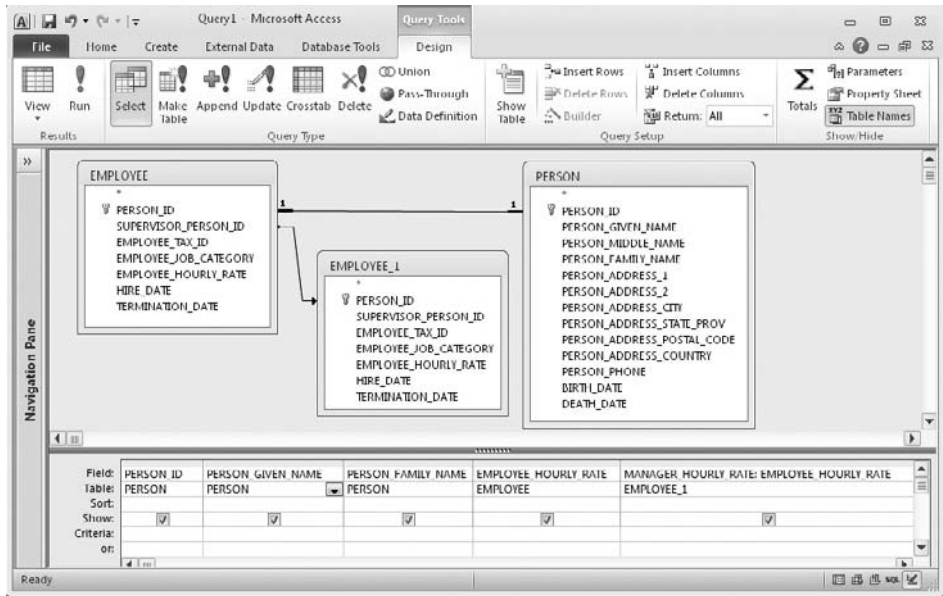 Query1 - Microsoft Access
Query Tools
File Home Create External Data Database Tools Design
View
Run
Results
Select
Make Table
Append
Update
Crosstab
Delete
Union
Pass-Through
Data Definition
Query Type
Show Table
Insert Rows
Delete Rows
Builder
Insert Columns
Delete Columns
Return: All
Query Setup
Totals
Parameters
Property Sheet
Table Names
Show/Hide
Navigation Pane
EMPLOYEE
*
PERSON_ID
SUPERVISOR_PERSON_ID
EMPLOYEE_TAX_ID
EMPLOYEE_JOB_CATEGORY
EMPLOYEE_HOURLY_RATE
HIRE_DATE
TERMINATION_DATE
1
1
EMPLOYEE_1
*
PERSON_ID
SUPERVISOR_PERSON_ID
EMPLOYEE_TAX_ID
EMPLOYEE_JOB_CATEGORY
EMPLOYEE_HOURLY_RATE
HIRE_DATE
TERMINATION_DATE
PERSON
*
PERSON_ID
PERSON_GIVEN_NAME
PERSON_MIDDLE_NAME
PERSON_FAMILY_NAME
PERSON_ADDRESS_1
PERSON_ADDRESS_2
PERSON_ADDRESS_CITY
PERSON_ADDRESS_STATE_PROV
PERSON_ADDRESS_POSTAL_CODE
PERSON_ADDRESS_COUNTRY
PERSON_PHONE
BIRTH_DATE
DEATH_DATE
Field: PERSON_ID PERSON_GIVEN_NAME PERSON_FAMILY_NAME EMPLOYEE_HOURLY_RATE MANAGER_HOURLY_RATE: EMPLOYEE_HOURLY_RATE
Table: PERSON PERSON PERSON EMPLOYEE EMPLOYEE_1
Sort:
Show:
Criteria:
or:
Ready
SQL